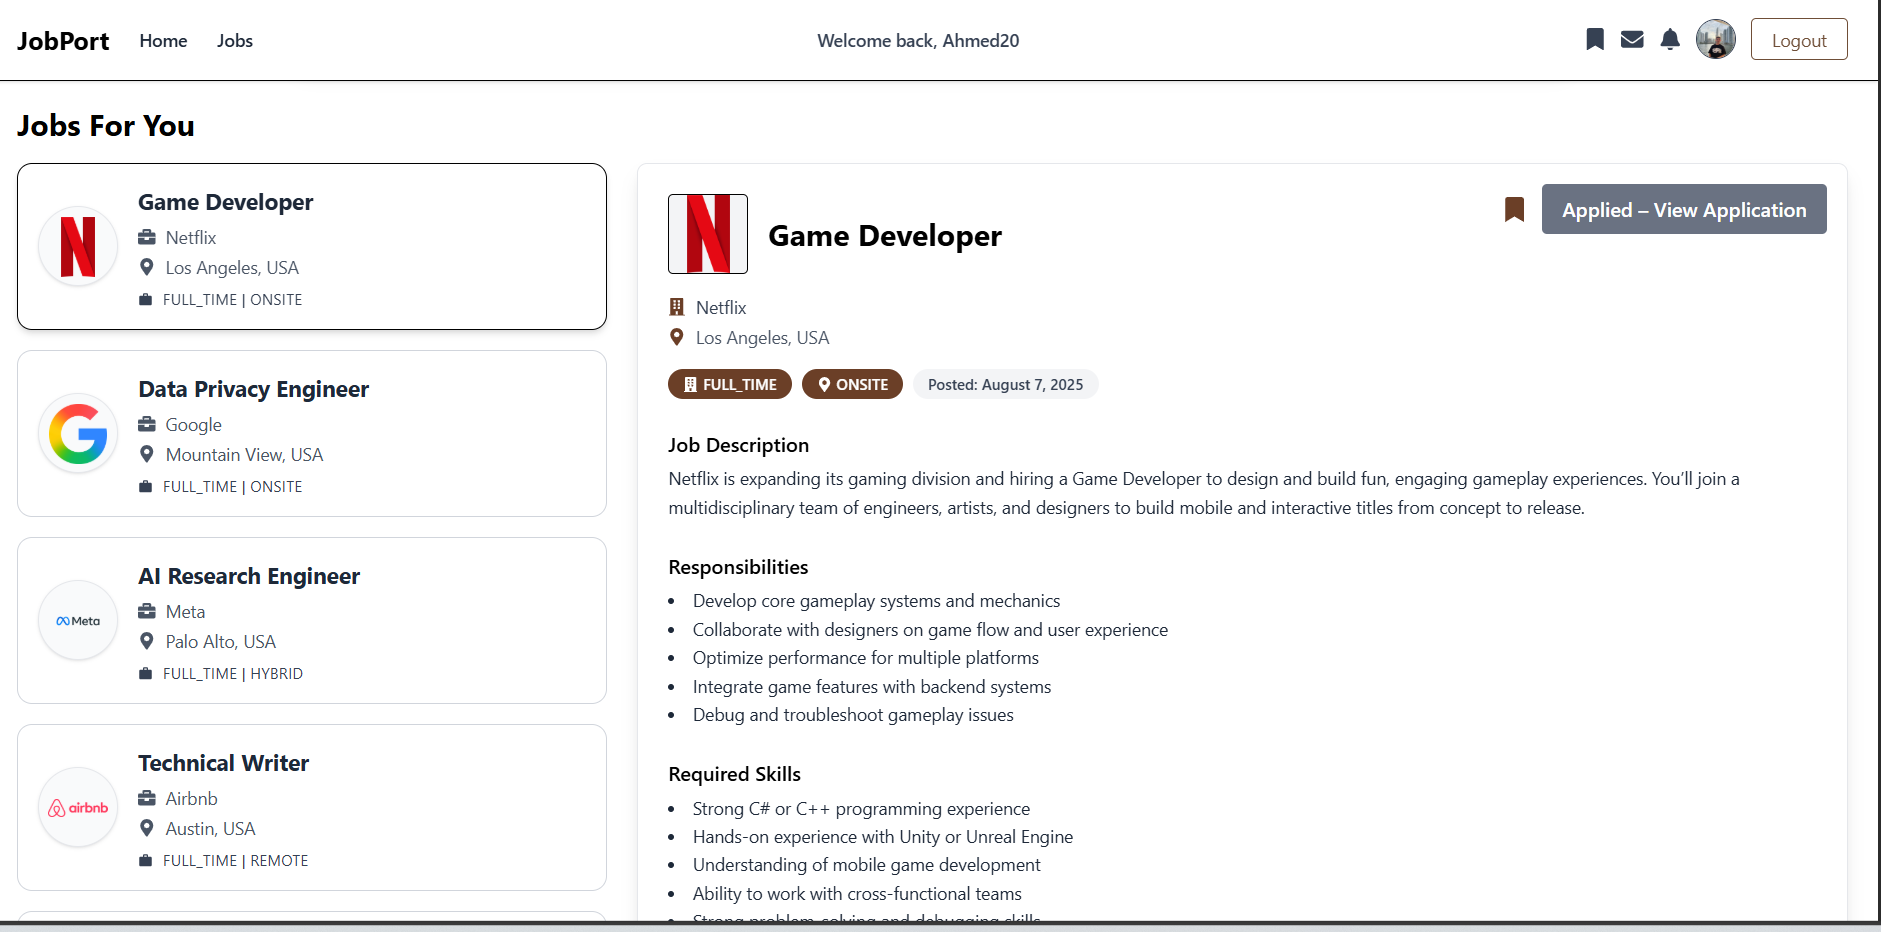 JobPort
Home
Jobs
Welcome back, Ahmed20
Logout
Jobs For You
Game Developer
Netflix
Los Angeles, USA
FULL_TIME | ONSITE
Data Privacy Engineer
Google
Mountain View, USA
FULL_TIME | ONSITE
Meta
AI Research Engineer
Meta
Palo Alto, USA
FULL_TIME | HYBRID
airbnb
Technical Writer
Airbnb
Austin, USA
FULL_TIME | REMOTE
Game Developer
Applied – View Application
Netflix
Los Angeles, USA
FULL_TIME
ONSITE
Posted: August 7, 2025
Job Description
Netflix is expanding its gaming division and hiring a Game Developer to design and build fun, engaging gameplay experiences. You’ll join a
multidisciplinary team of engineers, artists, and designers to build mobile and interactive titles from concept to release.
Responsibilities
• Develop core gameplay systems and mechanics
• Collaborate with designers on game flow and user experience
• Optimize performance for multiple platforms
• Integrate game features with backend systems
• Debug and troubleshoot gameplay issues
Required Skills
• Strong C# or C++ programming experience
• Hands-on experience with Unity or Unreal Engine
• Understanding of mobile game development
• Ability to work with cross-functional teams
• Strong problem-solving and debugging skills